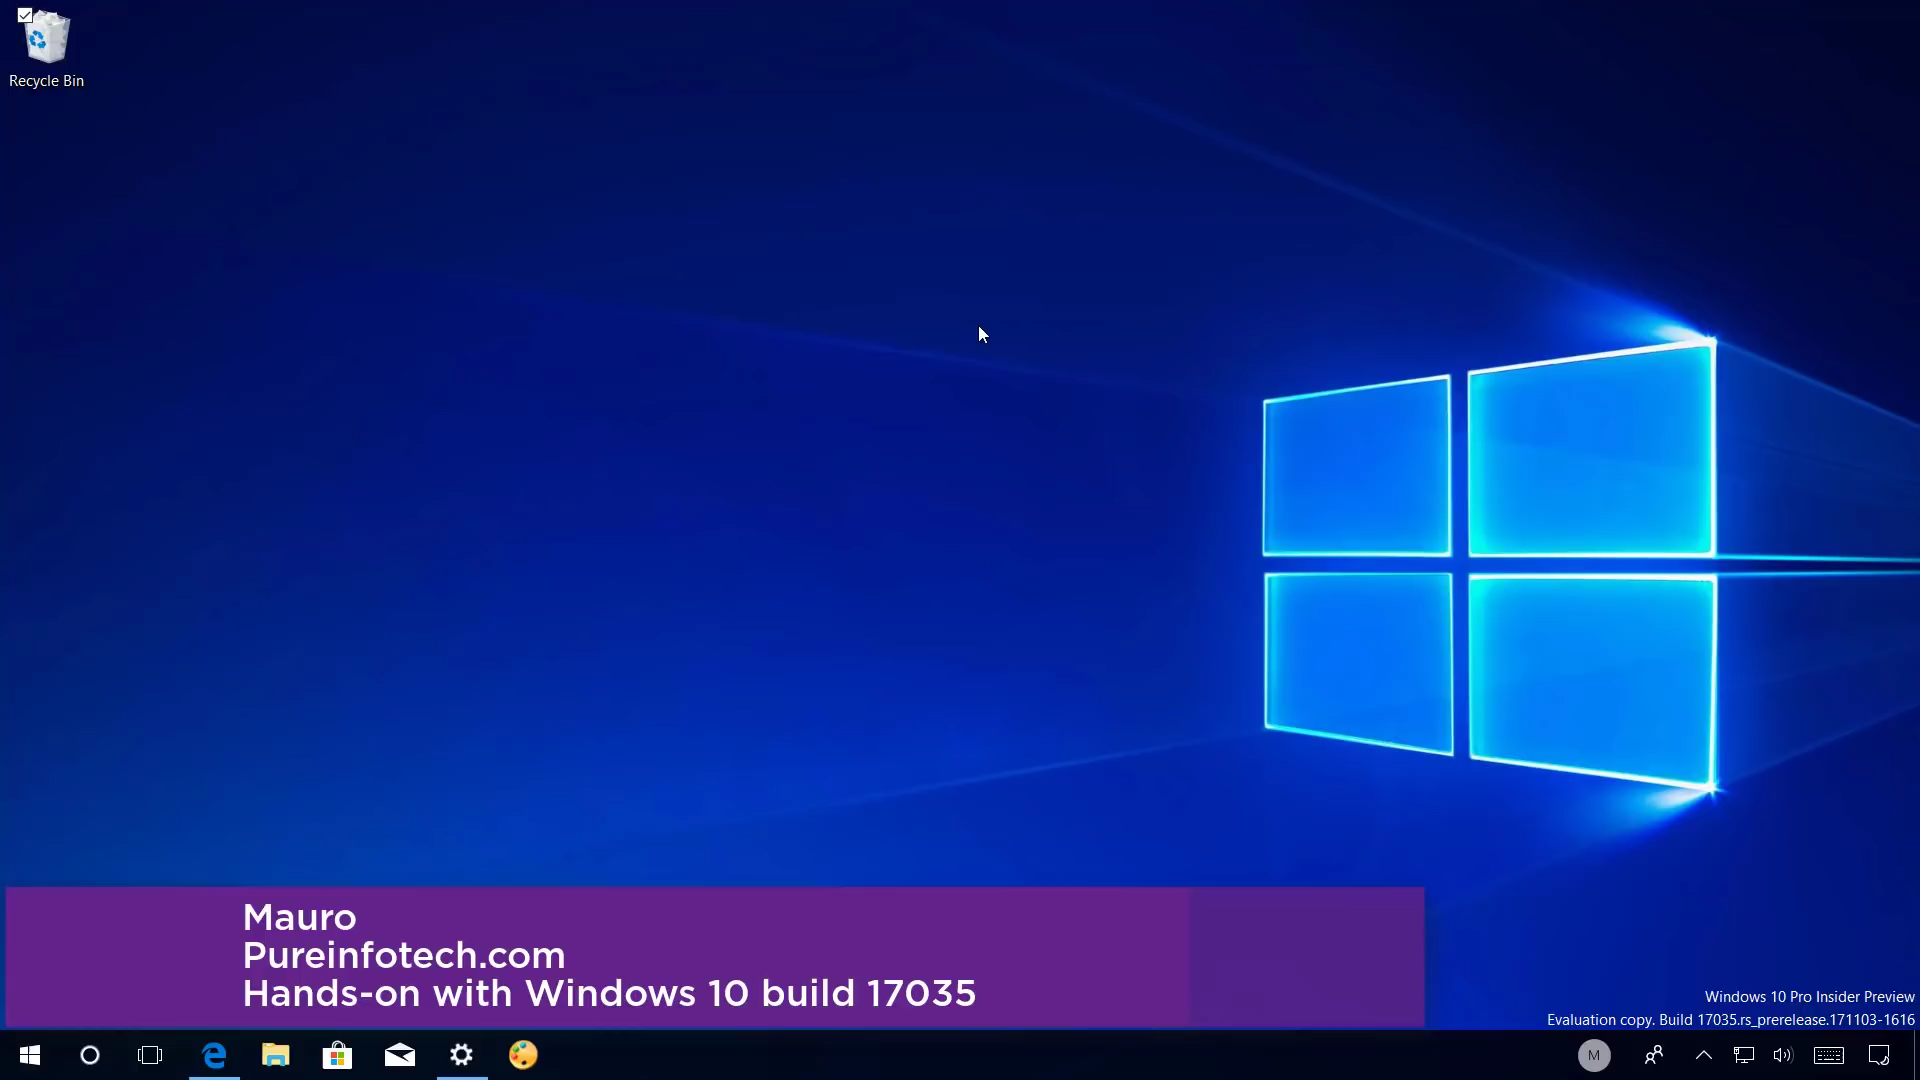 Recycle Bin
Mauro
Pureinfotech.com
Hands-on with Windows 10 build 17035
Windows 10 Pro Insider Preview
Evaluation copy. Build 17035.rs_prerelease.171103-1616
M